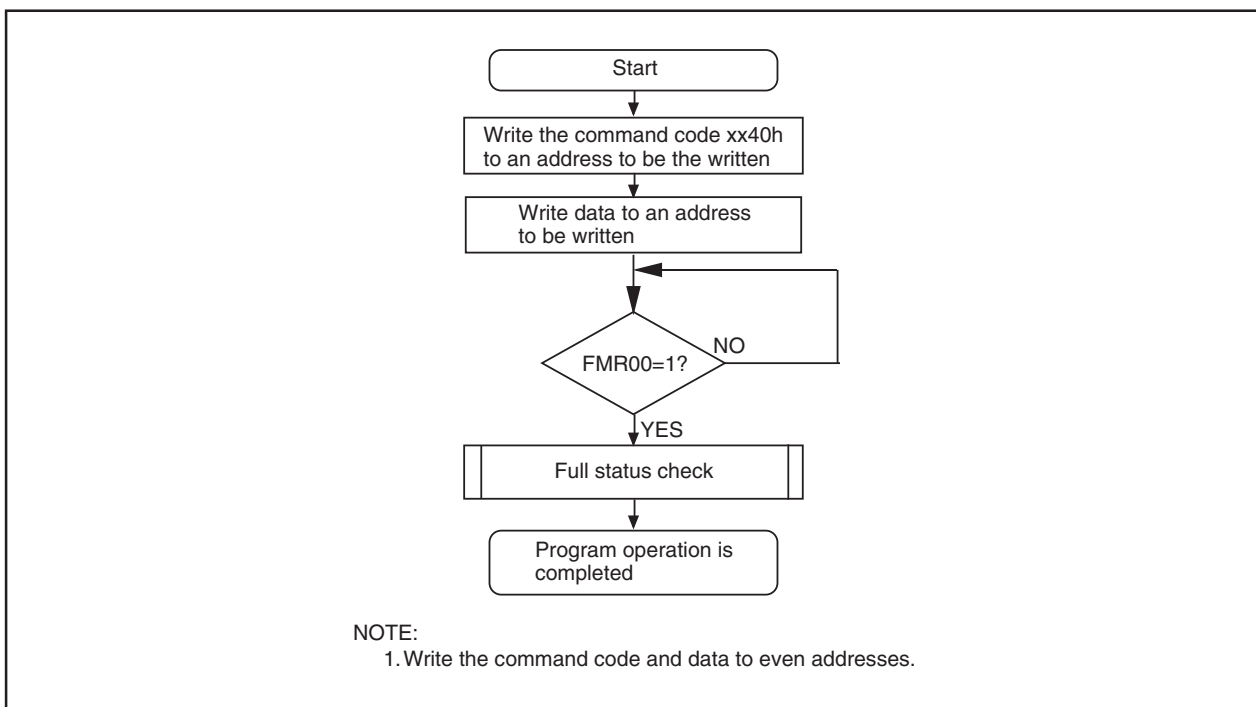 Start
Write the command code xx40h
to an address to be the written
Write data to an address
to be written
FMR00=1?
NO
YES
Full status check
Program operation is
completed
NOTE:
1. Write the command code and data to even addresses.